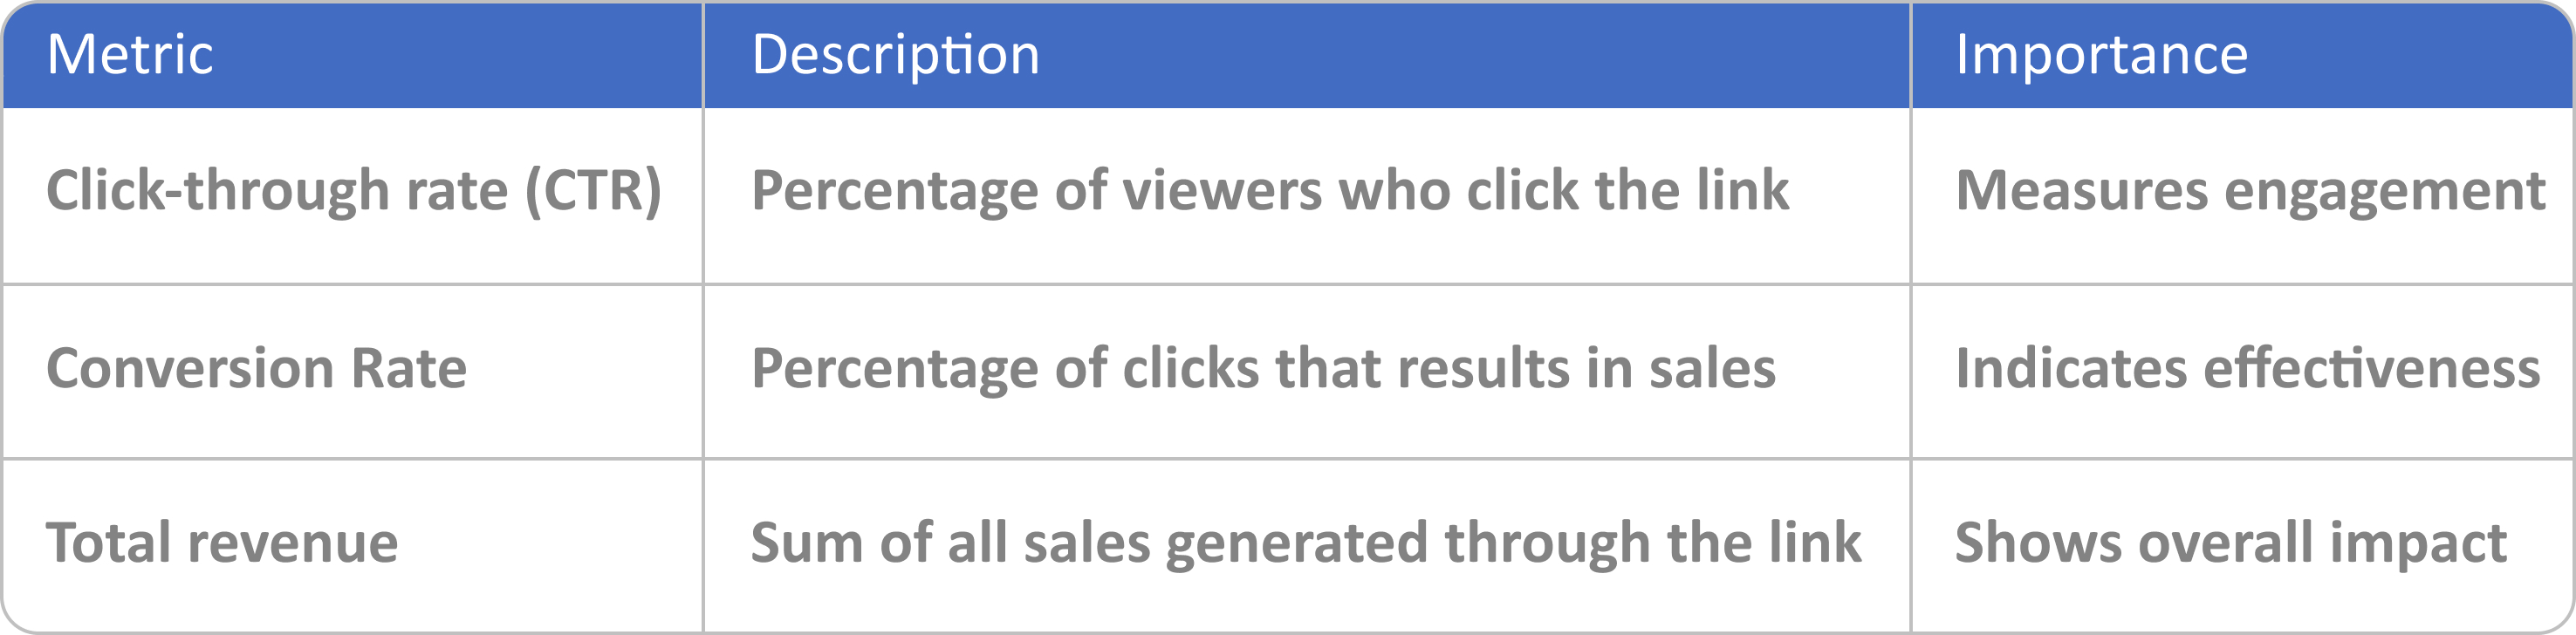 Metric Description Importance
Click-through rate (CTR) Percentage of viewers who click the link Measures engagement
Conversion Rate Percentage of clicks that results in sales Indicates effectiveness
Total revenue Sum of all sales generated through the link Shows overall impact